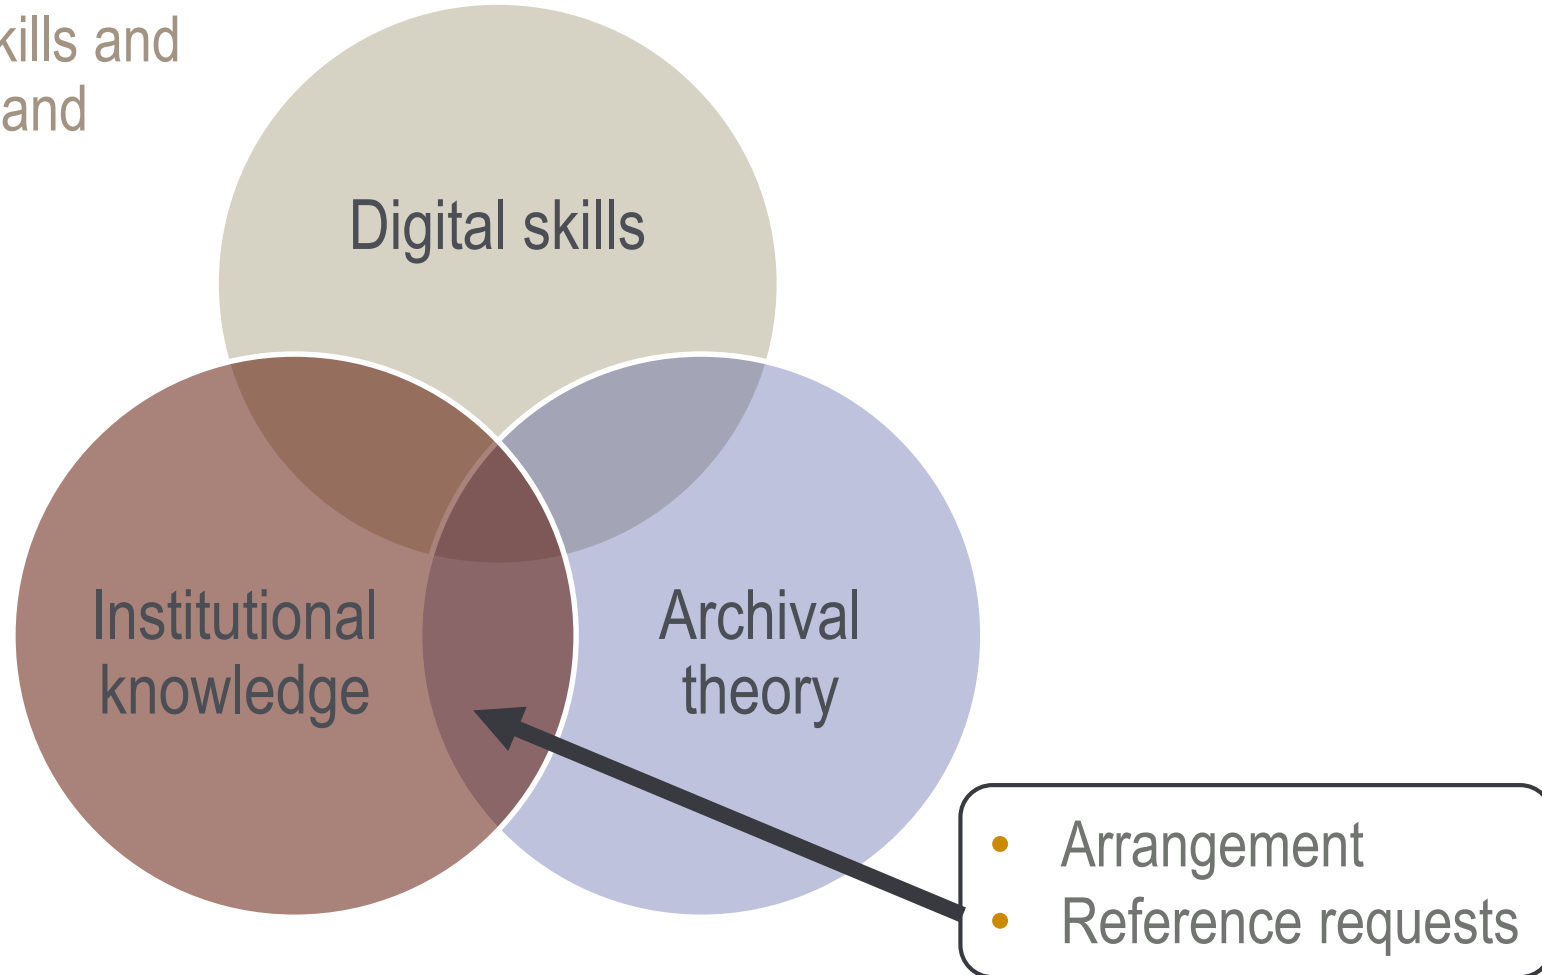 kills and
and
Digital skills
Institutional
knowledge
Archival
theory
• Arrangement
• Reference requests